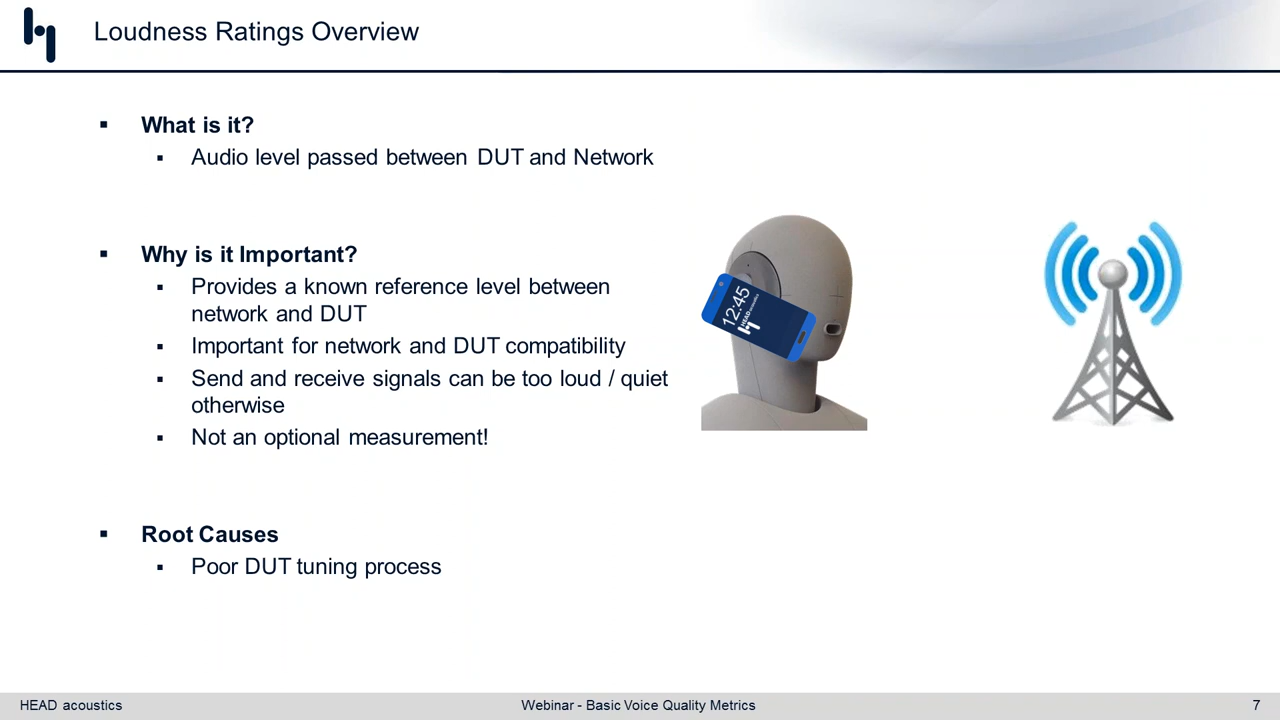 Loudness Ratings Overview
What is it?
Audio level passed between DUT and Network
Why is it Important?
Provides a known reference level between
network and DUT
Important for network and DUT compatibility
Send and receive signals can be too loud / quiet
otherwise
Not an optional measurement!
12:45
HEAD acoustics
Root Causes
Poor DUT tuning process
HEAD acoustics
Webinar - Basic Voice Quality Metrics
7